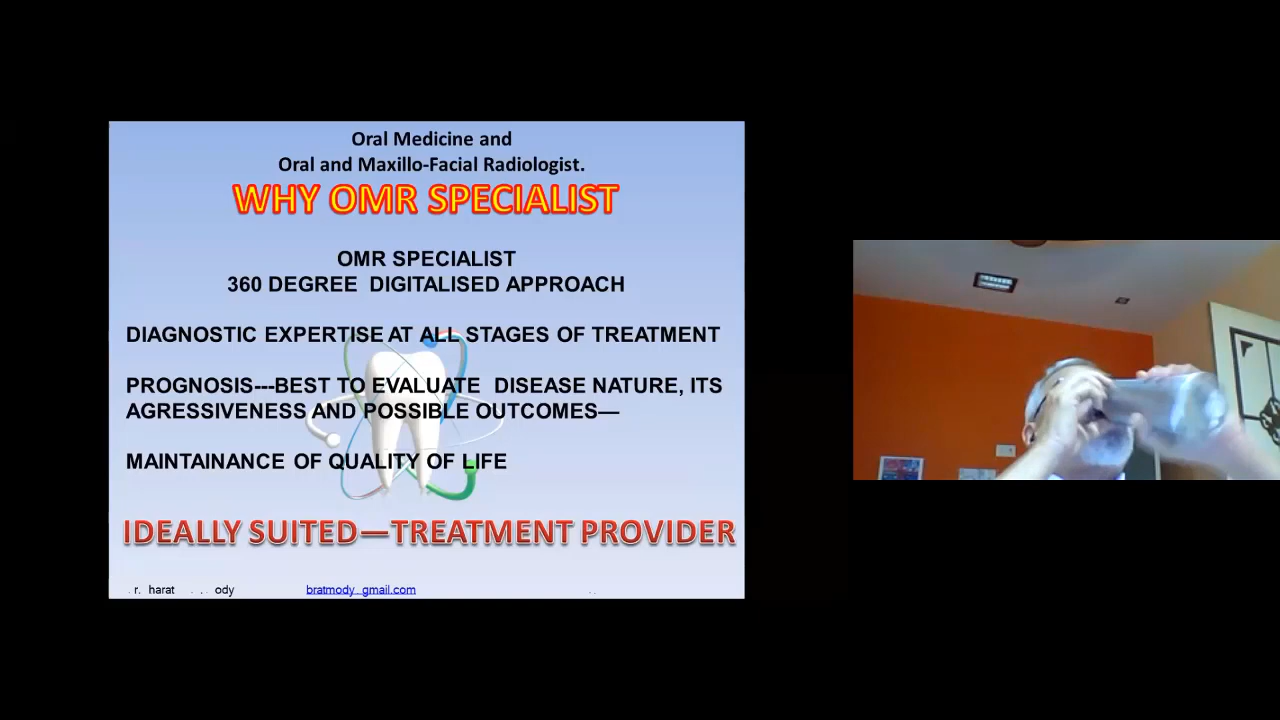 Oral Medicine and
Oral and Maxillo-Facial Radiologist.
WHY OMR SPECIALIST
OMR SPECIALIST
360 DEGREE DIGITALISED APPROACH
DIAGNOSTIC EXPERTISE AT ALL STAGES OF TREATMENT
PROGNOSIS---BEST TO EVALUATE DISEASE NATURE, ITS
AGRESSIVENESS AND POSSIBLE OUTCOMES—
MAINTAINANCE OF QUALITY OF LIFE
IDEALLY SUITED—TREATMENT PROVIDER